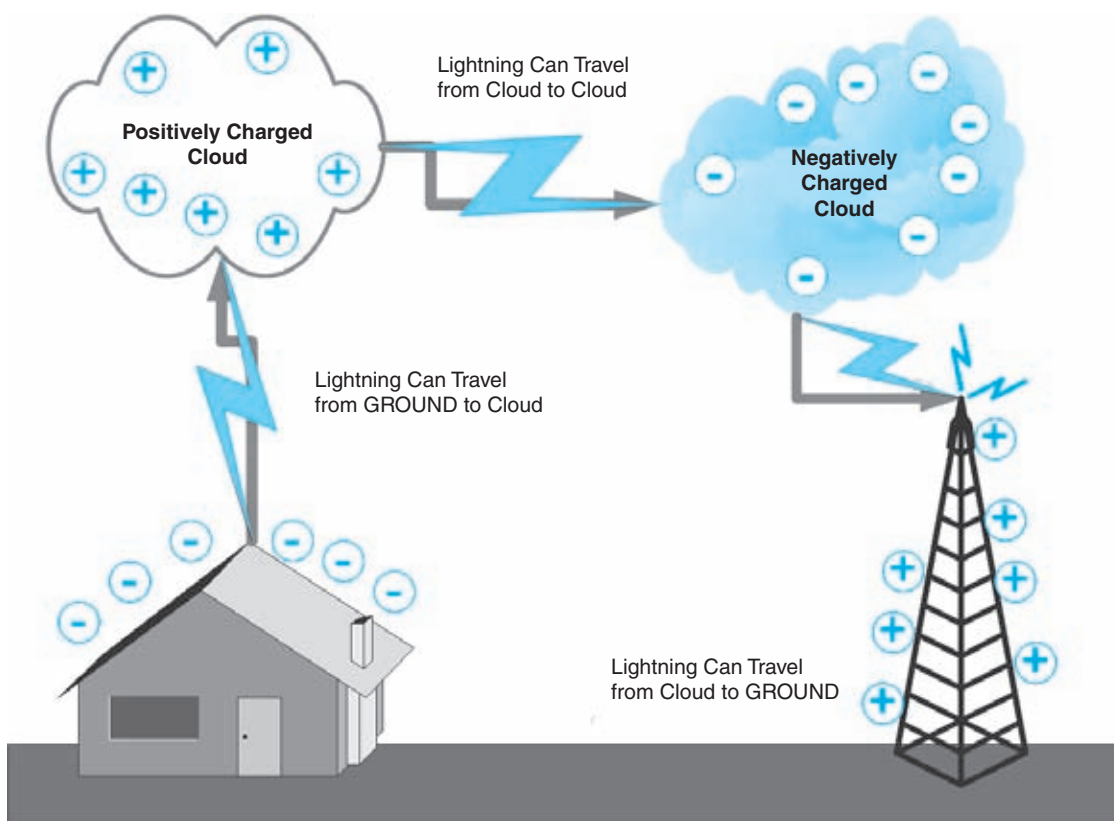 Lightning Can Travel
from Cloud to Cloud
Positively Charged
Cloud
Negatively
Charged
Cloud
Lightning Can Travel
from GROUND to Cloud
Lightning Can Travel
from Cloud to GROUND